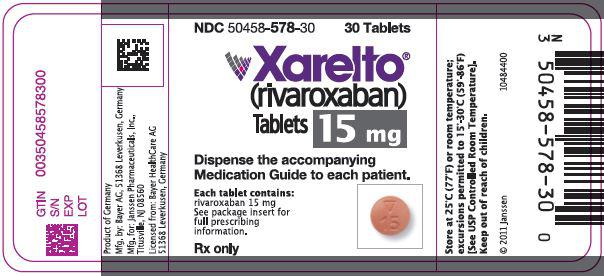 GTIN 00350458578300
S/N
EXP
LOT
Product of Germany
Mfg. by: Bayer AG, 51368 Leverkusen, Germany
Mfg. for: Janssen Pharmaceuticals, Inc.,
Titusville, NJ 08560
Licensed from: Bayer HealthCare AG
51368 Leverkusen, Germany
NDC 50458-578-30 30 Tablets
Xarelto®
(rivaroxaban)
Tablets 15 mg
Dispense the accompanying
Medication Guide to each patient.
Each tablet contains:
rivaroxaban 15 mg
See package insert for
full prescribing
information.
Rx only
15
Store at 25°C (77°F) or room temperature;
excursions permitted to 15°-30°C (59°-86°F)
[See USP Controlled Room Temperature].
Keep out of reach of children.
© 2011 Janssen 10484400
N 3 50458-578-30 0